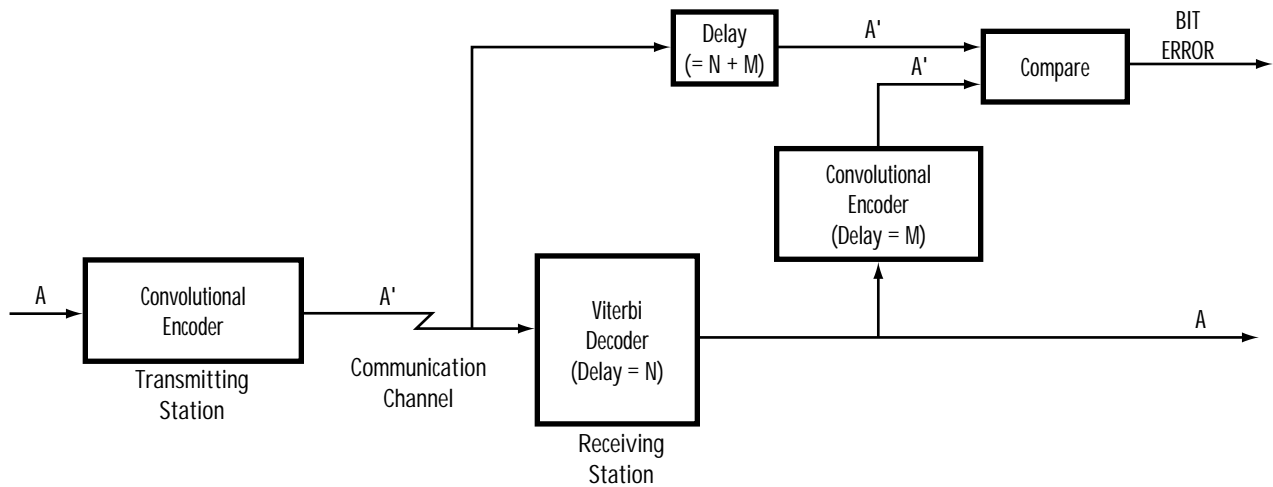 Delay
(= N + M)
A'
BIT
ERROR
A'
Compare
Convolutional
Encoder
(Delay = M)
A
Convolutional
Encoder
Transmitting
Station
A'
Communication
Channel
Viterbi
Decoder
(Delay = N)
Receiving
Station
A